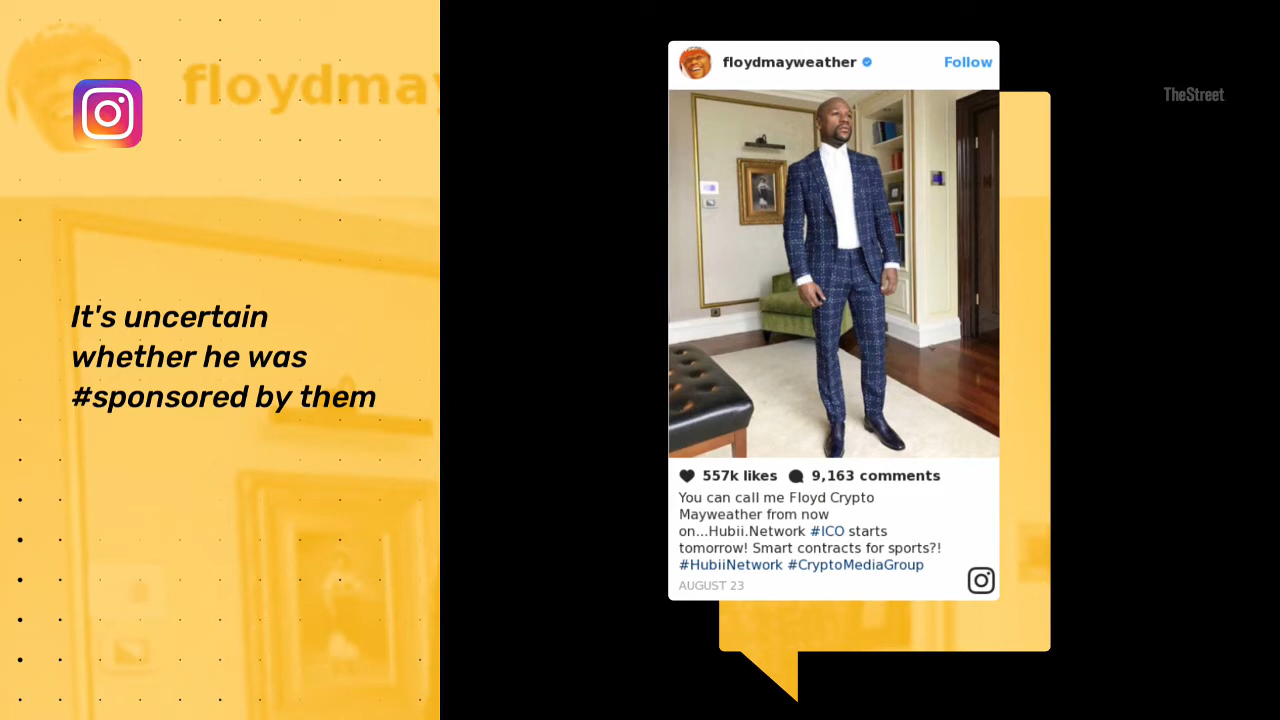 floydmay
It's uncertain
whether he was
#sponsored by them
floydmayweather
Follow
557k likes 9,163 comments
You can call me Floyd Crypto
Mayweather from now
on...Hubii.Network #ICO starts
tomorrow! Smart contracts for sports?!
#HubiiNetwork #CryptoMediaGroup
AUGUST 23
TheStreet